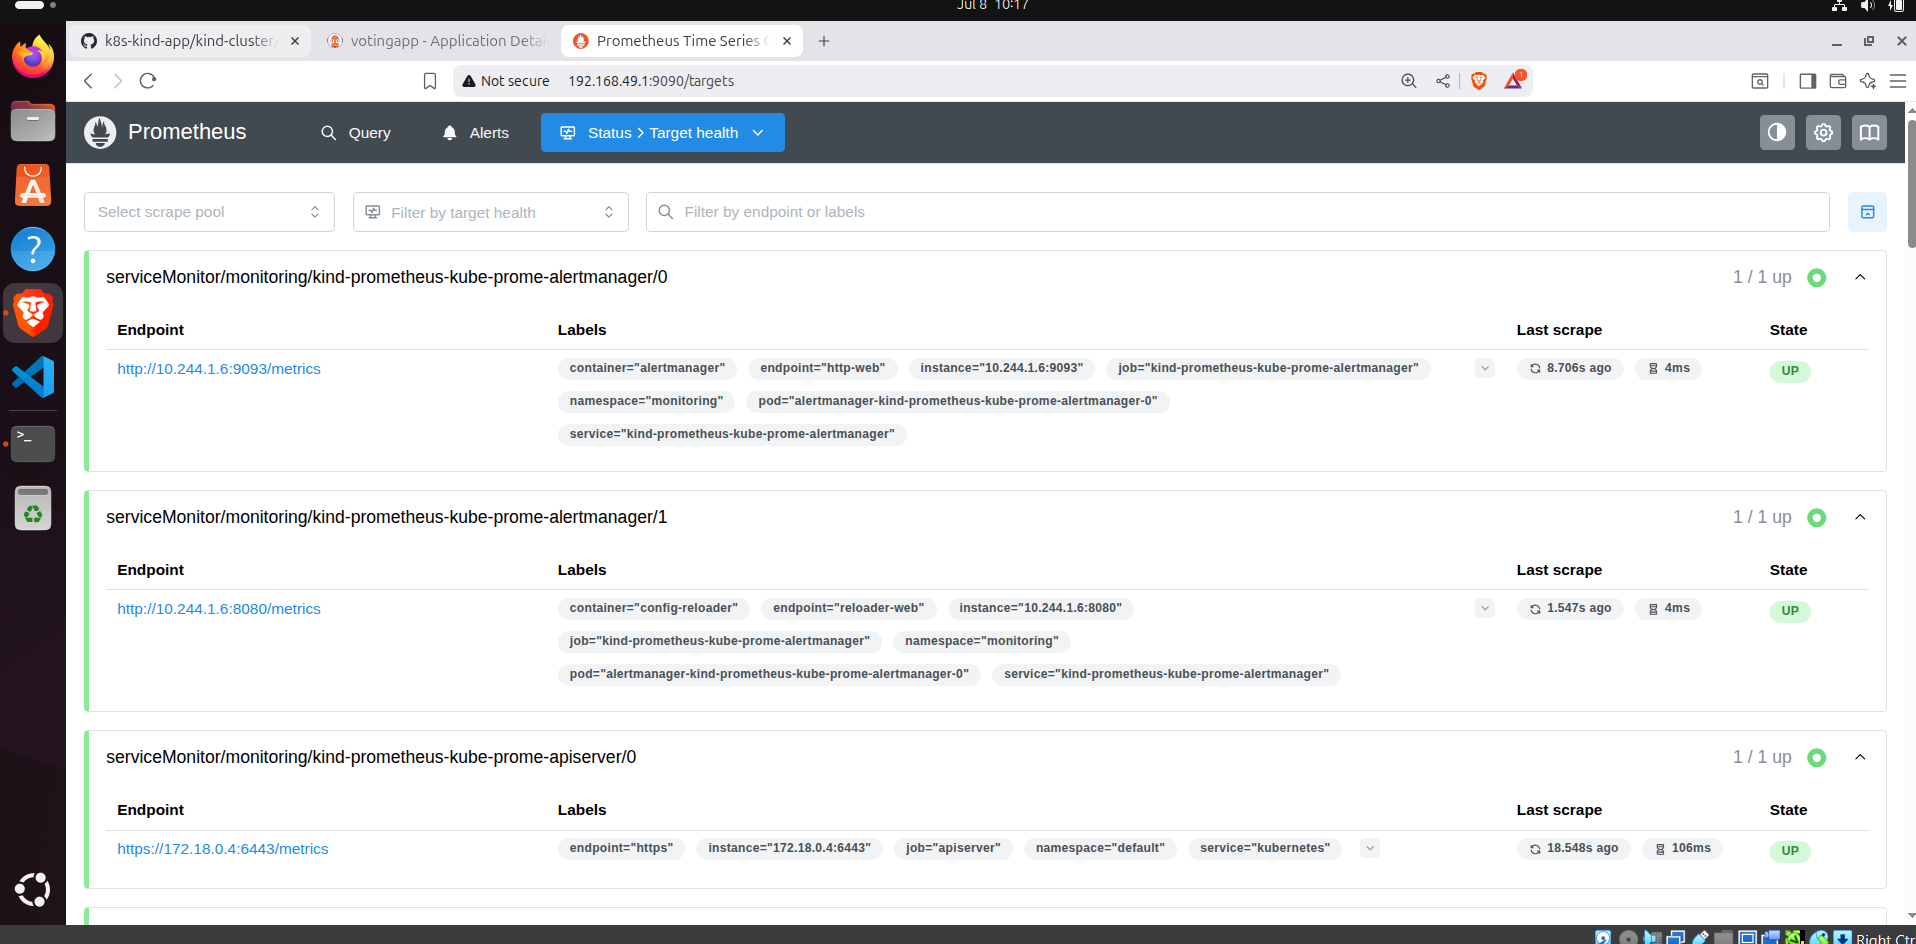 Jul 8 10:17
k8s-kind-app/kind-cluster/
votingapp - Application Detai
Prometheus Time Series C
Not secure 192.168.49.1:9090/targets
1
Prometheus
Query
Alerts
Status > Target health
Select scrape pool
Filter by target health
Filter by endpoint or labels
serviceMonitor/monitoring/kind-prometheus-kube-prome-alertmanager/0
1 / 1 up
Endpoint Labels Last scrape State
http://10.244.1.6:9093/metrics container="alertmanager" endpoint="http-web" instance="10.244.1.6:9093" job="kind-prometheus-kube-prome-alertmanager" 8.706s ago 4ms UP
namespace="monitoring" pod="alertmanager-kind-prometheus-kube-prome-alertmanager-0"
service="kind-prometheus-kube-prome-alertmanager"
serviceMonitor/monitoring/kind-prometheus-kube-prome-alertmanager/1
1 / 1 up
Endpoint Labels Last scrape State
http://10.244.1.6:8080/metrics container="config-reloader" endpoint="reloader-web" instance="10.244.1.6:8080" 1.547s ago 4ms UP
job="kind-prometheus-kube-prome-alertmanager" namespace="monitoring"
pod="alertmanager-kind-prometheus-kube-prome-alertmanager-0" service="kind-prometheus-kube-prome-alertmanager"
serviceMonitor/monitoring/kind-prometheus-kube-prome-apiserver/0
1 / 1 up
Endpoint Labels Last scrape State
https://172.18.0.4:6443/metrics endpoint="https" instance="172.18.0.4:6443" job="apiserver" namespace="default" service="kubernetes" 18.548s ago 106ms UP
Right Ctr